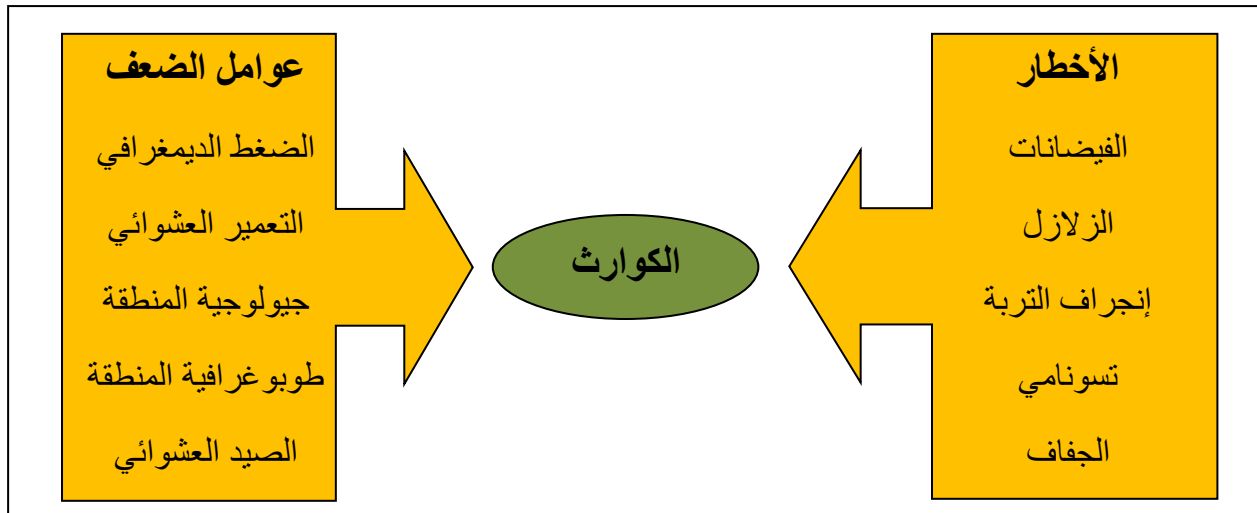 الأخطار
الفيضانات
الزلازل
إنجراف التربة
تسونامي
الجفاف
الكوارث
عوامل الضعف
الضغط الديمغرافي
التعمير العشوائي
جيولوجية المنطقة
طوبوغرافية المنطقة
الصيد العشوائي